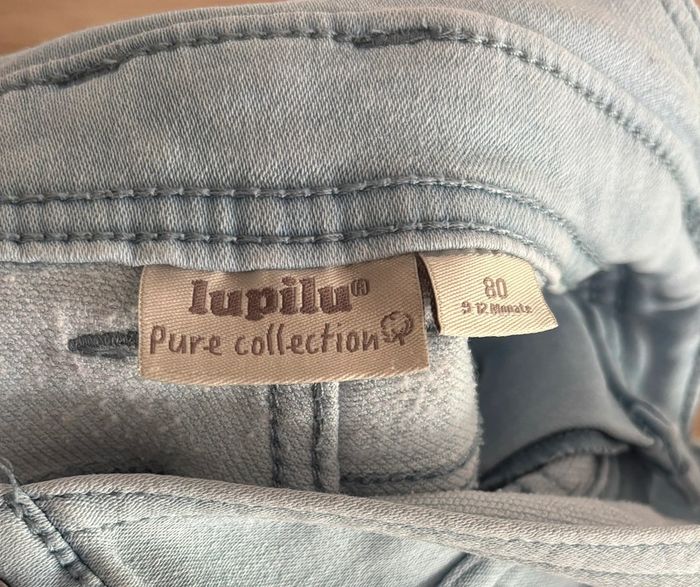 lupilu®
Pure collection
80
9-12 Monate